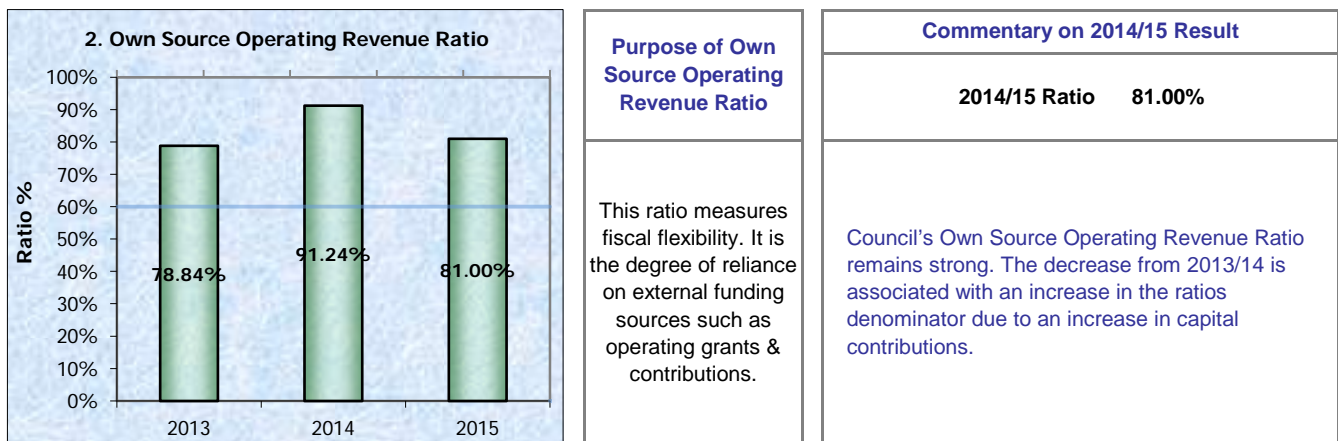 2. Own Source Operating Revenue Ratio
Ratio %
100%
90%
80%
70%
60%
50%
40%
30%
20%
10%
0%
78.84%
91.24%
81.00%
2013
2014
2015
Purpose of Own
Source Operating
Revenue Ratio
This ratio measures
fiscal flexibility. It is
the degree of reliance
on external funding
sources such as
operating grants &
contributions.
Commentary on 2014/15 Result
2014/15 Ratio 81.00%
Council's Own Source Operating Revenue Ratio
remains strong. The decrease from 2013/14 is
associated with an increase in the ratios
denominator due to an increase in capital
contributions.